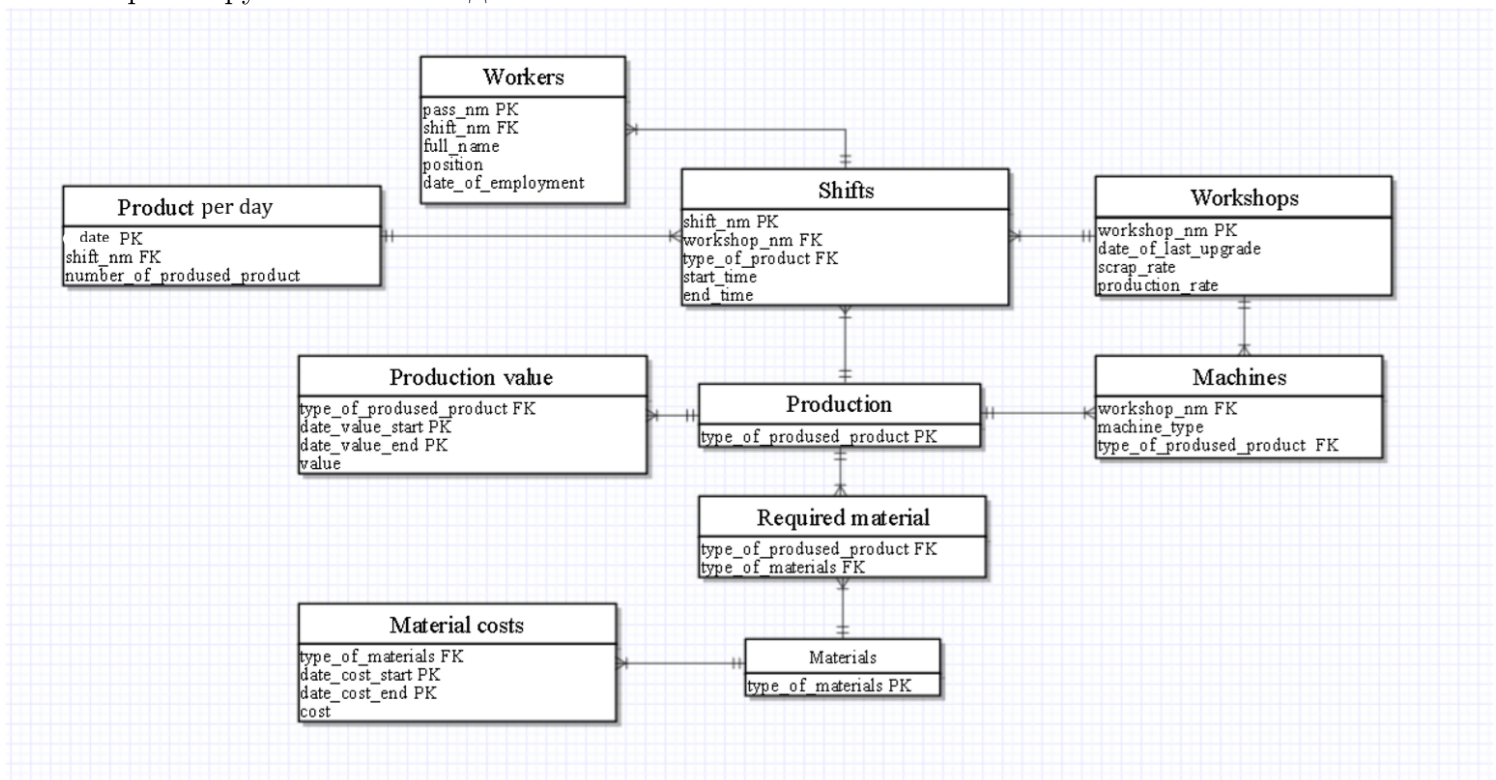 Workers
pass_nm PK
shift_nm FK
full_name
position
date_of_employment
Product per day
date PK
shift_nm FK
number_of_prodused_product
Shifts
shift_nm PK
workshop_nm FK
type_of_product FK
start_time
end_time
Workshops
workshop_nm PK
date_of_last_upgrade
scrap_rate
production_rate
Production value
type_of_prodused_product FK
date_value_start PK
date_value_end PK
value
Production
type_of_prodused_product PK
Machines
workshop_nm FK
machine_type
type_of_prodused_product FK
Required material
type_of_prodused_product FK
type_of_materials FK
Material costs
type_of_materials FK
date_cost_start PK
date_cost_end PK
cost
Materials
type_of_materials PK